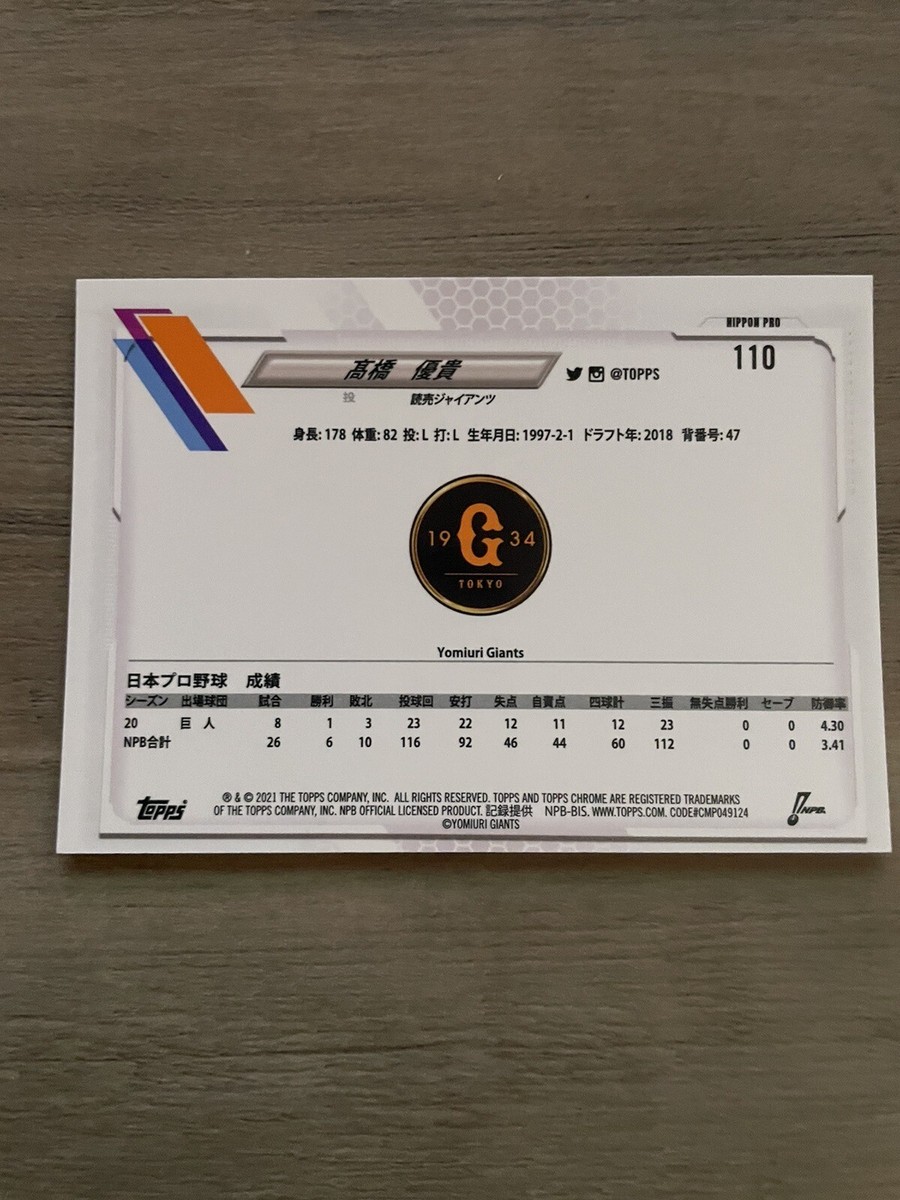 NIPPON PRO
110
髙橋 優貴
@TOPPS
投 読売ジャイアンツ
身長: 178 体重: 82 投: L 打: L 生年月日: 1997-2-1 ドラフト年: 2018 背番号: 47
19 G 34
TOKYO
Yomiuri Giants
日本プロ野球 成績
シーズン 出場球団 試合 勝利 敗北 投球回 安打 失点 自責点 四球計 三振 無失点勝利 セーブ 防御率
20 巨人 8 1 3 23 22 12 11 12 23 0 0 4.30
NPB合計 26 6 10 116 92 46 44 60 112 0 0 3.41
Topps
® & © 2021 THE TOPPS COMPANY, INC. ALL RIGHTS RESERVED. TOPPS AND TOPPS CHROME ARE REGISTERED TRADEMARKS
OF THE TOPPS COMPANY, INC. NPB OFFICIAL LICENSED PRODUCT. 記録提供 NPB-BIS. WWW.TOPPS.COM. CODE#CMP049124
©YOMIURI GIANTS
NPB.